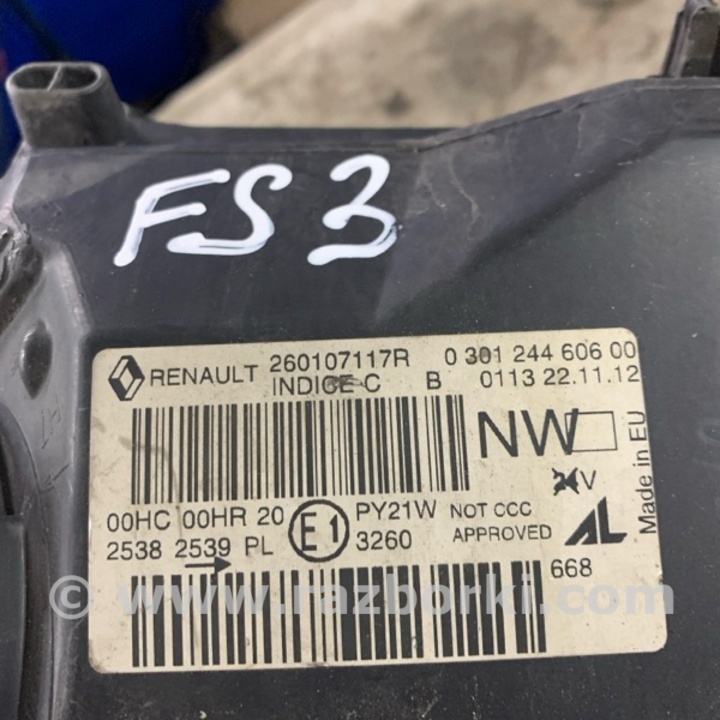 FS3
RENAULT 260107117R 0 301 244 606 00
INDICE C B 0113 22.11.12
NW
24 V
Made in EU
00HC 00HR 20 E1 PY21W NOT CCC
2538 2539 PL 3260 APPROVED AL
668
© www.razborki.com